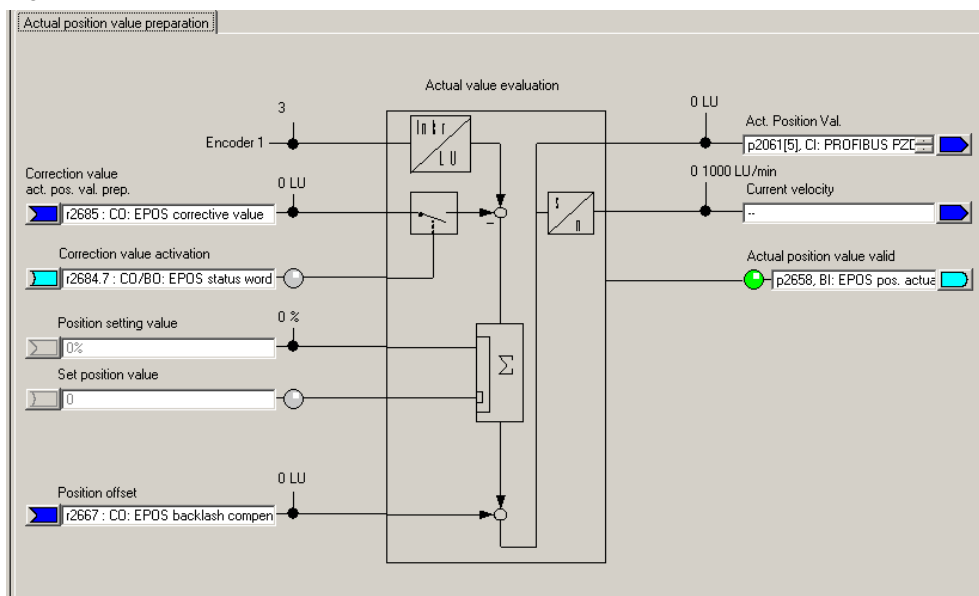 Actual position value preparation
Actual value evaluation
3
Encoder 1
Inkr
LU
0 LU
Act. Position Val.
p2061[5], CI: PROFIBUS PZD
Correction value
act. pos. val. prep.
0 LU
r2685 : CO: EPOS corrective value
0 1000 LU/min
Current velocity
--
s
n
Correction value activation
r2684.7 : CO/BO: EPOS status word
Actual position value valid
p2658, BI: EPOS pos. actua
Position setting value
0 %
0%
Set position value
0
Σ
Position offset
0 LU
r2667 : CO: EPOS backlash compen